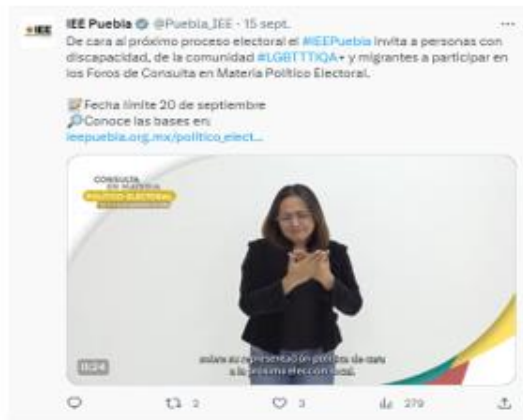 IEE Puebla @Puebla_IEE · 15 sept.
De cara al próximo proceso electoral el #IEEPuebla invita a personas con
discapacidad, de la comunidad #LGBTTTIQA+ y migrantes a participar en
los Foros de Consulta en Materia Político Electoral.
Fecha límite 20 de septiembre
Conoce las bases en:
ieepuebla.org.mx/politico_elect...
CONSULTA
EN MATERIA
POLÍTICO-ELECTORAL
sobre su representación política de cara
a la próxima elección local.
11:24
2
3
279